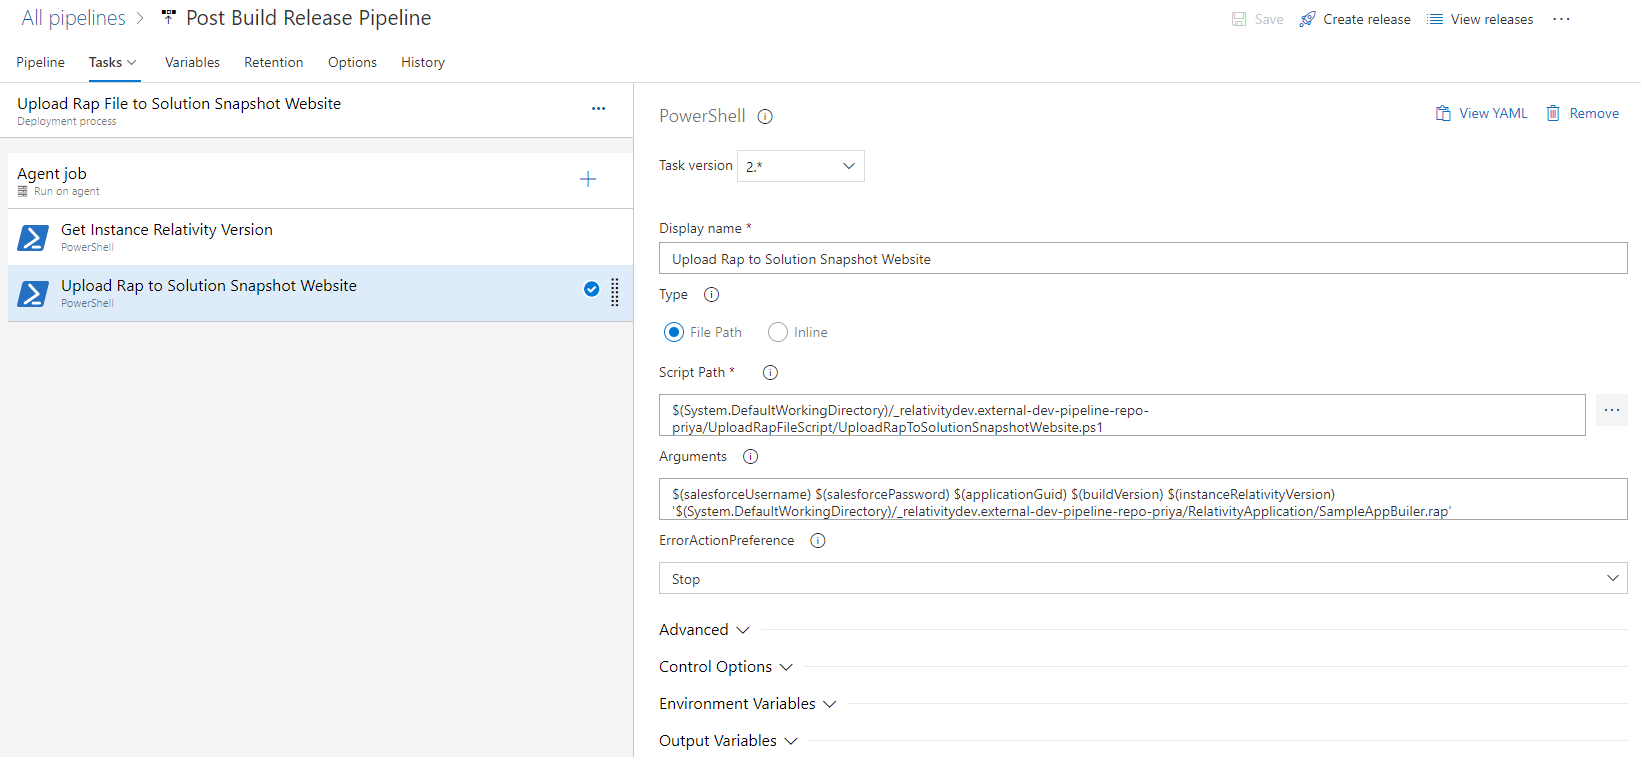 All pipelines > Post Build Release Pipeline
Save Create release View releases ...
Pipeline Tasks Variables Retention Options History
Upload Rap File to Solution Snapshot Website
...
Deployment process
Agent job
Run on agent
Get Instance Relativity Version
PowerShell
Upload Rap to Solution Snapshot Website
PowerShell
PowerShell
View YAML Remove
Task version 2.*
Display name *
Upload Rap to Solution Snapshot Website
Type
File Path Inline
Script Path *
$(System.DefaultWorkingDirectory)/_relativitydev.external-dev-pipeline-repo-
priya/UploadRapFileScript/UploadRapToSolutionSnapshotWebsite.ps1
...
Arguments
$(salesforceUsername) $(salesforcePassword) $(applicationGuid) $(buildVersion) $(instanceRelativityVersion)
'$(System.DefaultWorkingDirectory)/_relativitydev.external-dev-pipeline-repo-priya/RelativityApplication/SampleAppBuiler.rap'
ErrorActionPreference
Stop
Advanced
Control Options
Environment Variables
Output Variables